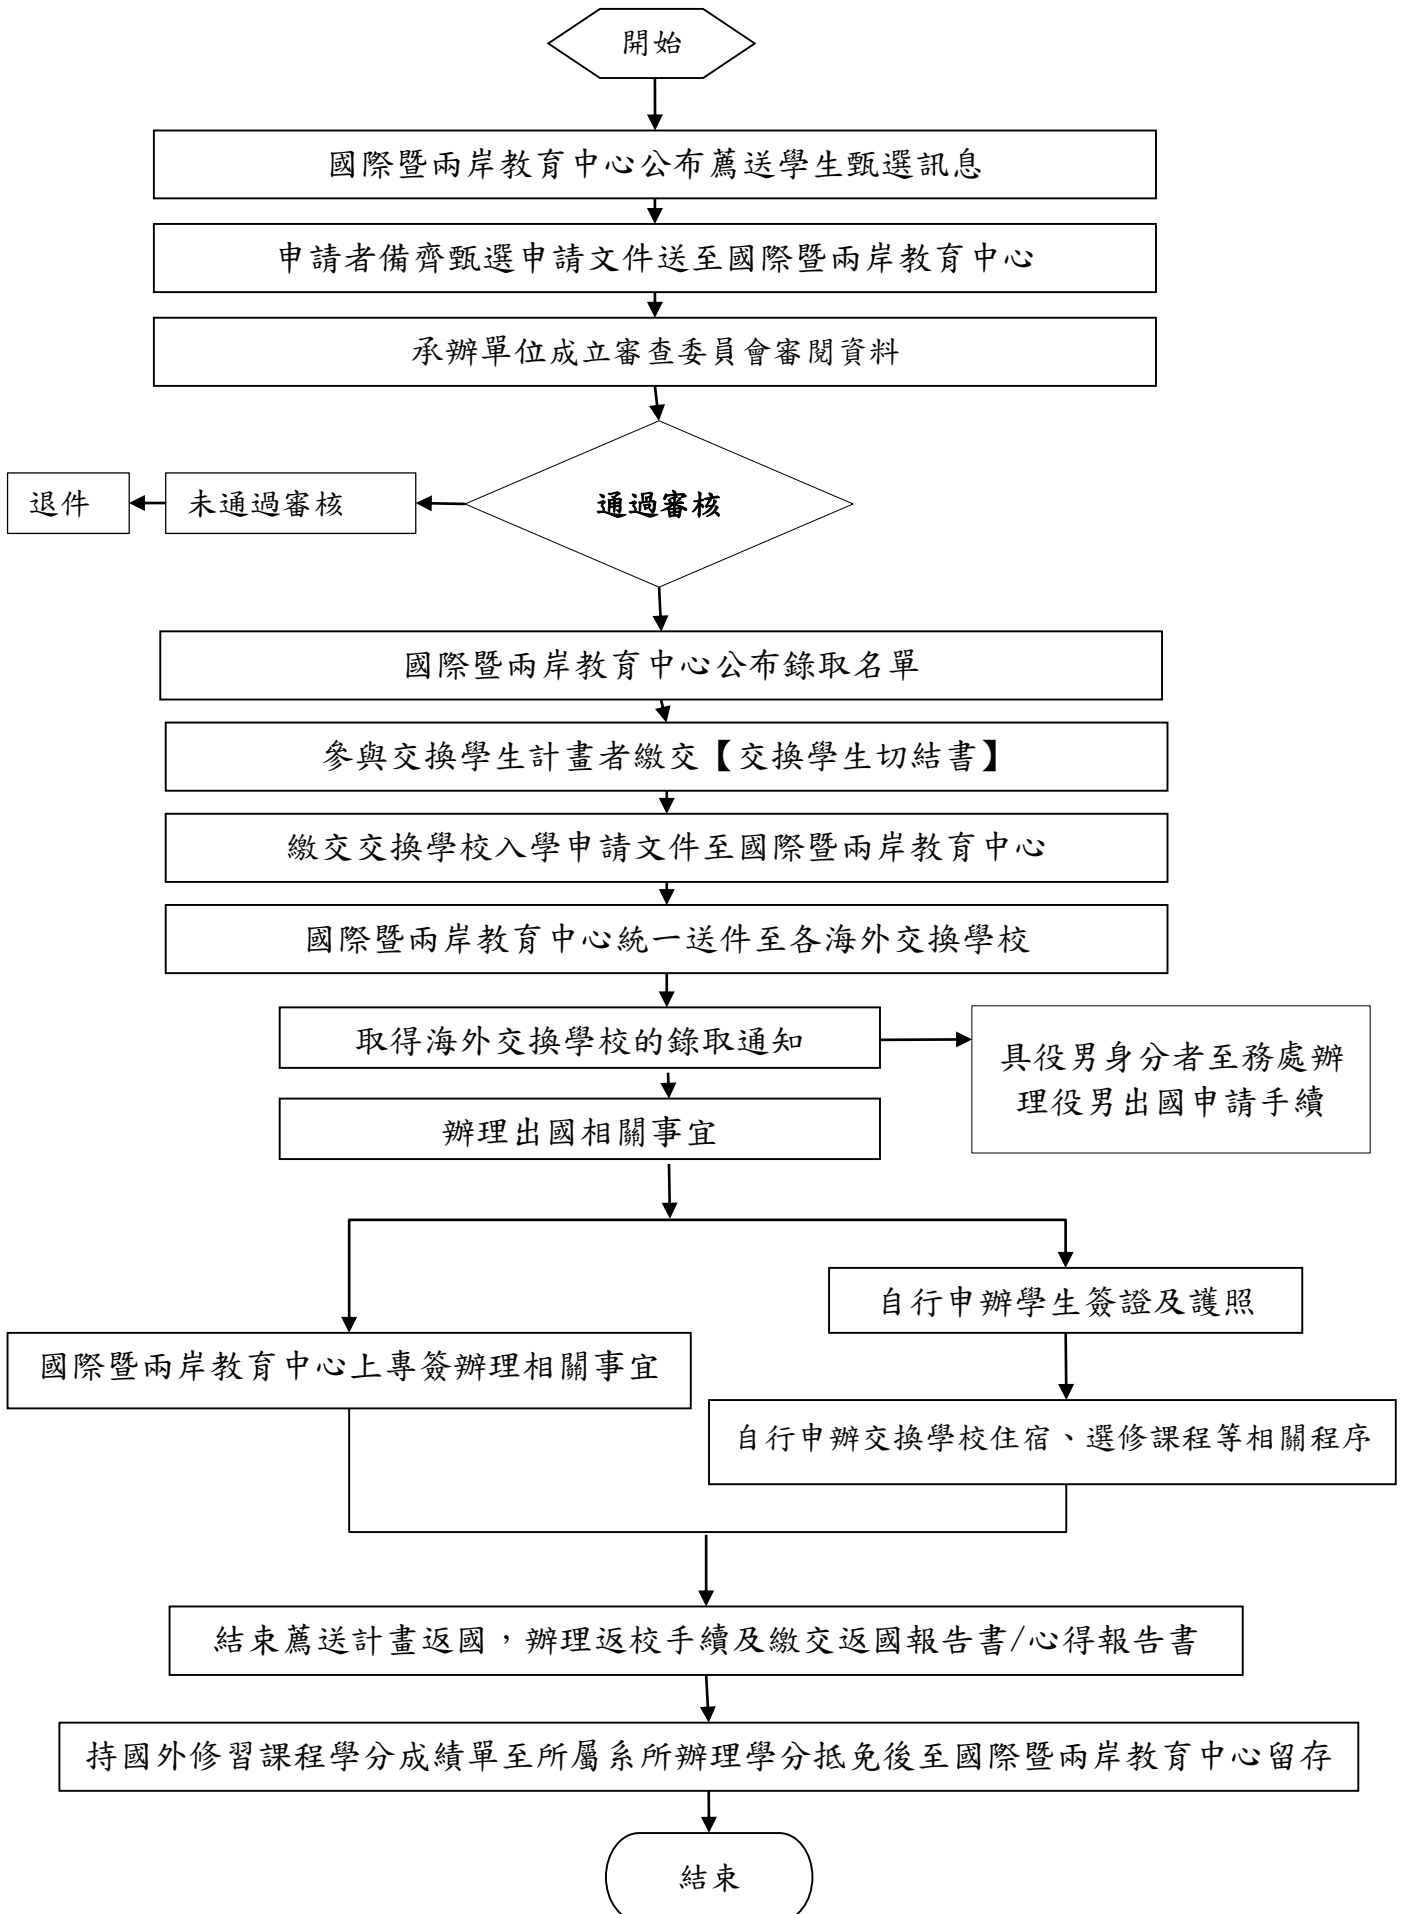 開始
國際暨兩岸教育中心公布薦送學生甄選訊息
申請者備齊甄選申請文件送至國際暨兩岸教育中心
承辦單位成立審查委員會審閱資料
退件
未通過審核
通過審核
國際暨兩岸教育中心公布錄取名單
參與交換學生計畫者繳交【交換學生切結書】
繳交交換學校入學申請文件至國際暨兩岸教育中心
國際暨兩岸教育中心統一送件至各海外交換學校
取得海外交換學校的錄取通知
具役男身分者至務處辦
理役男出國申請手續
辦理出國相關事宜
自行申辦學生簽證及護照
國際暨兩岸教育中心上專簽辦理相關事宜
自行申辦交換學校住宿、選修課程等相關程序
結束薦送計畫返國，辦理返校手續及繳交返國報告書/心得報告書
持國外修習課程學分成績單至所屬系所辦理學分抵免後至國際暨兩岸教育中心留存
結束